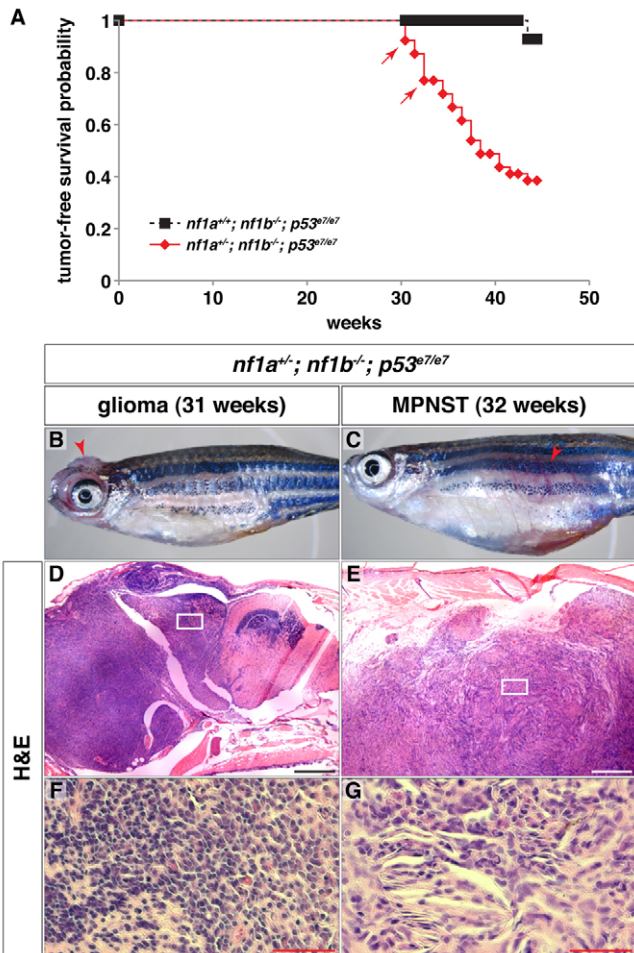 A
tumor-free survival probability
1
0.8
0.6
0.4
0.2
0
nf1a+/+; nf1b-/-; p53e7/e7
nf1a+/-; nf1b-/-; p53e7/e7
0 10 20 30 40 50
weeks
nf1a+/-; nf1b-/-; p53e7/e7
glioma (31 weeks) MPNST (32 weeks)
B C
H&E
D E
F G